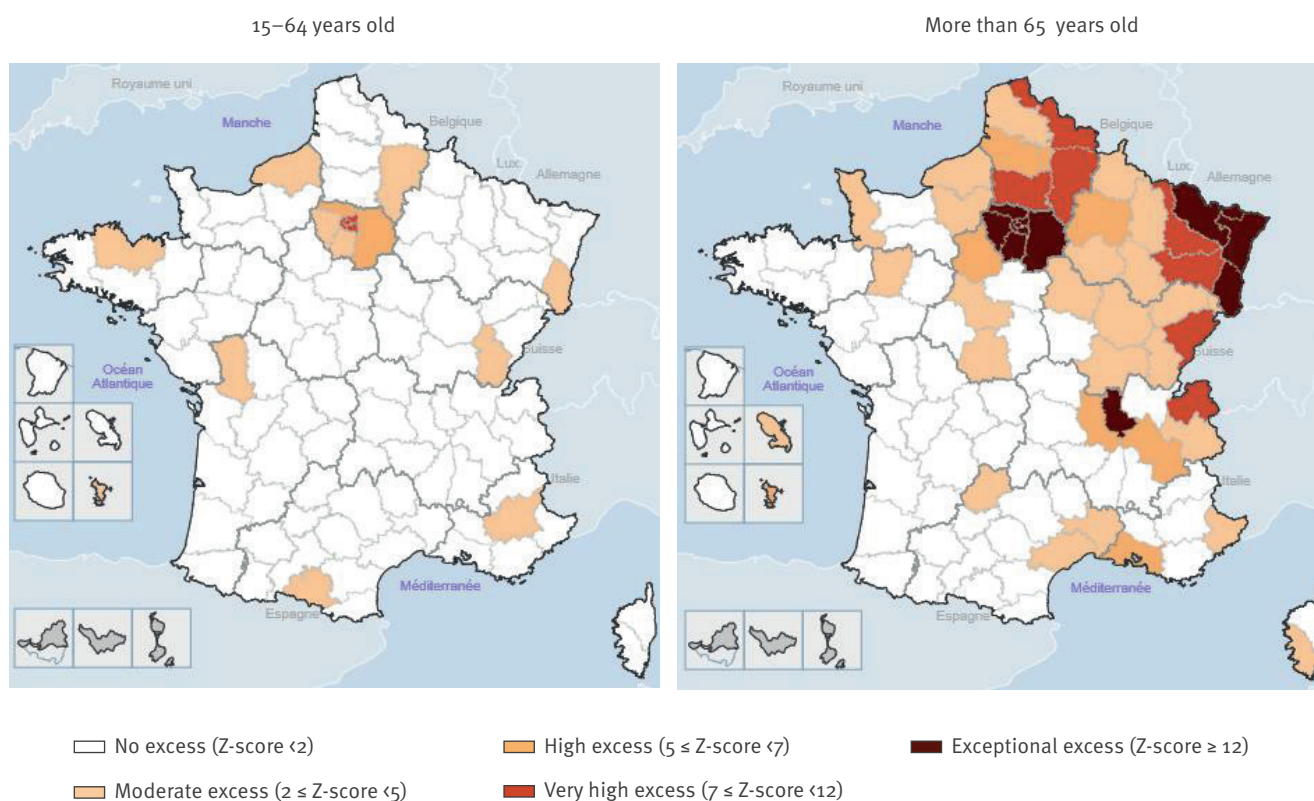 15–64 years old
More than 65 years old
Royaume uni
Manche
Belgique
Lux.
Allemagne
Suisse
Océan
Atlantique
Italie
Méditerranée
Espagne
Royaume uni
Manche
Belgique
Lux.
Allemagne
Suisse
Océan
Atlantique
Italie
Méditerranée
Espagne
No excess (Z-score <2)
High excess (5 ≤ Z-score <7)
Exceptional excess (Z-score ≥ 12)
Moderate excess (2 ≤ Z-score <5)
Very high excess (7 ≤ Z-score <12)